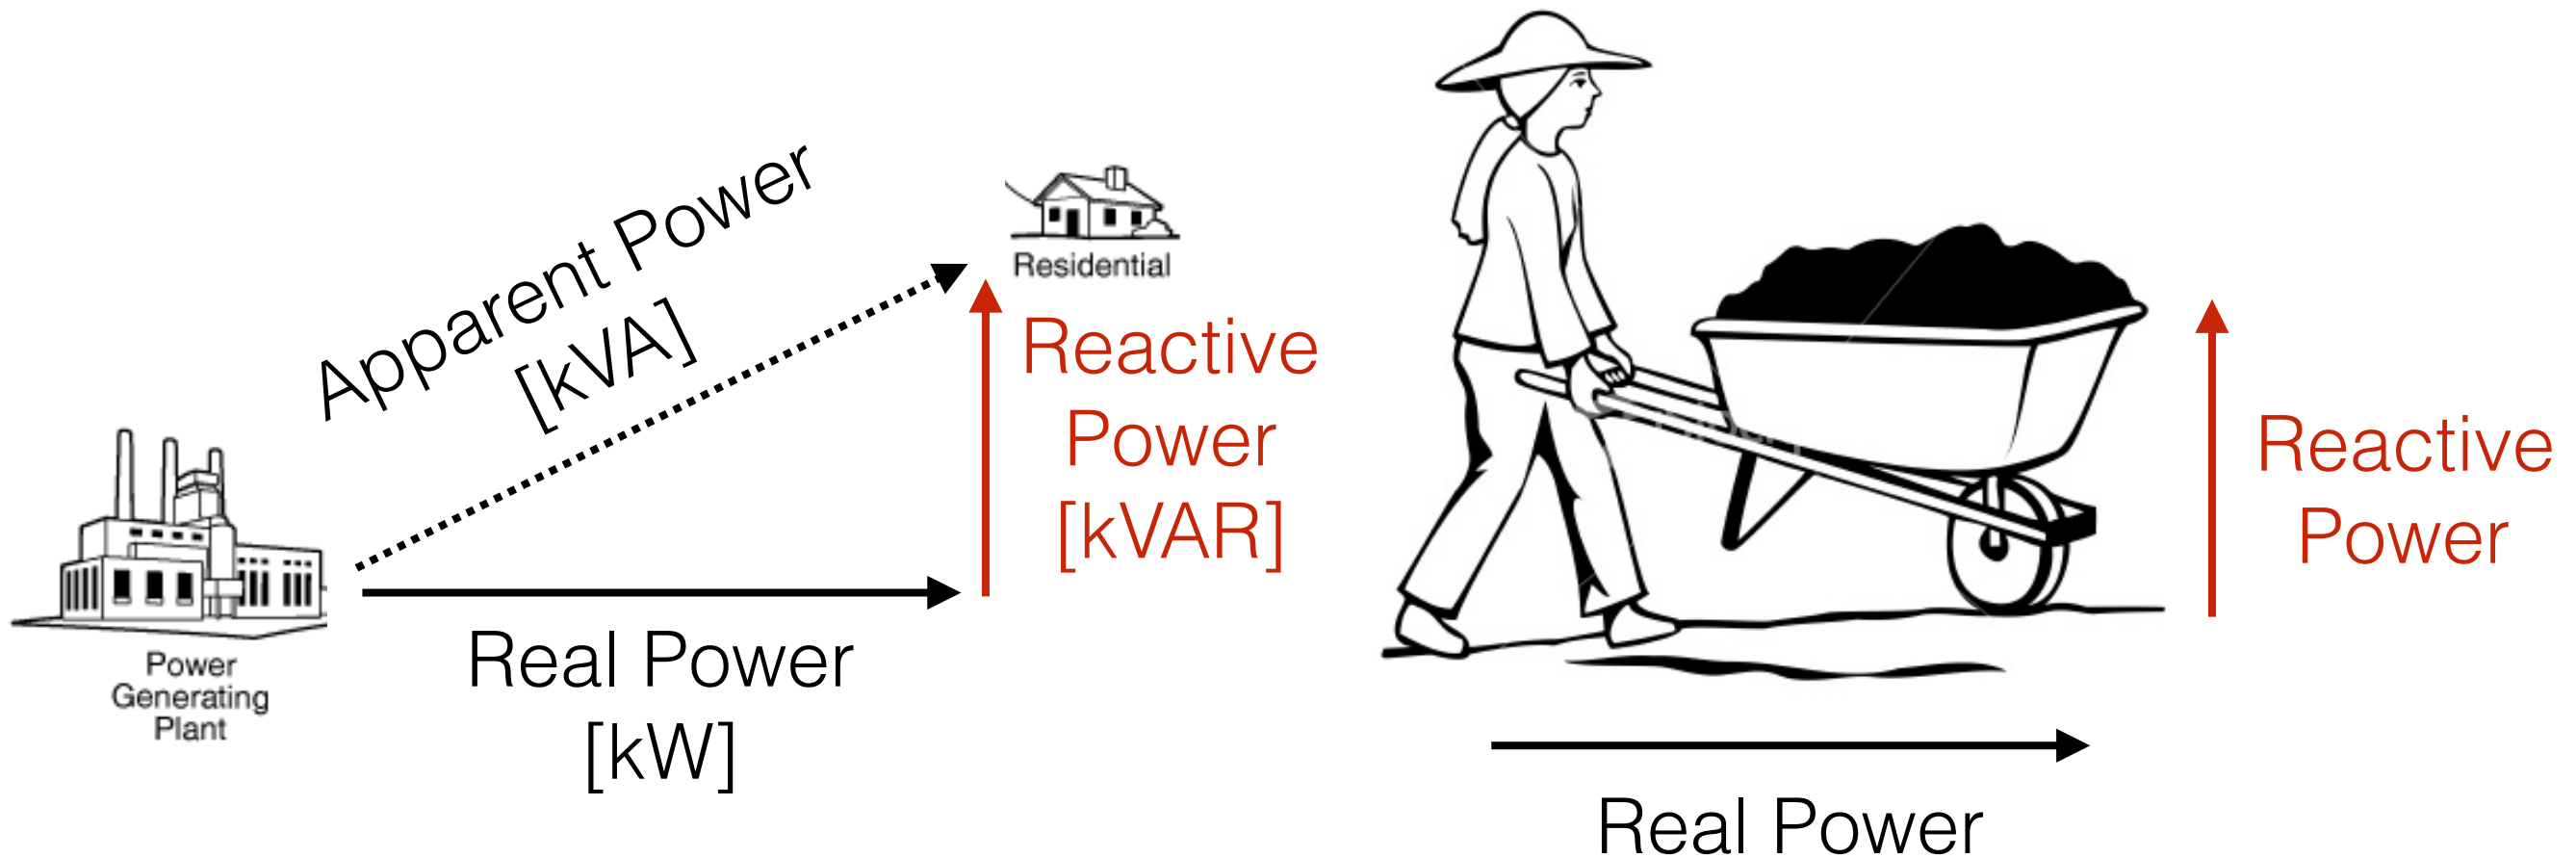 Apparent Power
[kVA]
Residential
Reactive
Power
[kVAR]
Power
Generating
Plant
Real Power
[kW]
Reactive
Power
Real Power